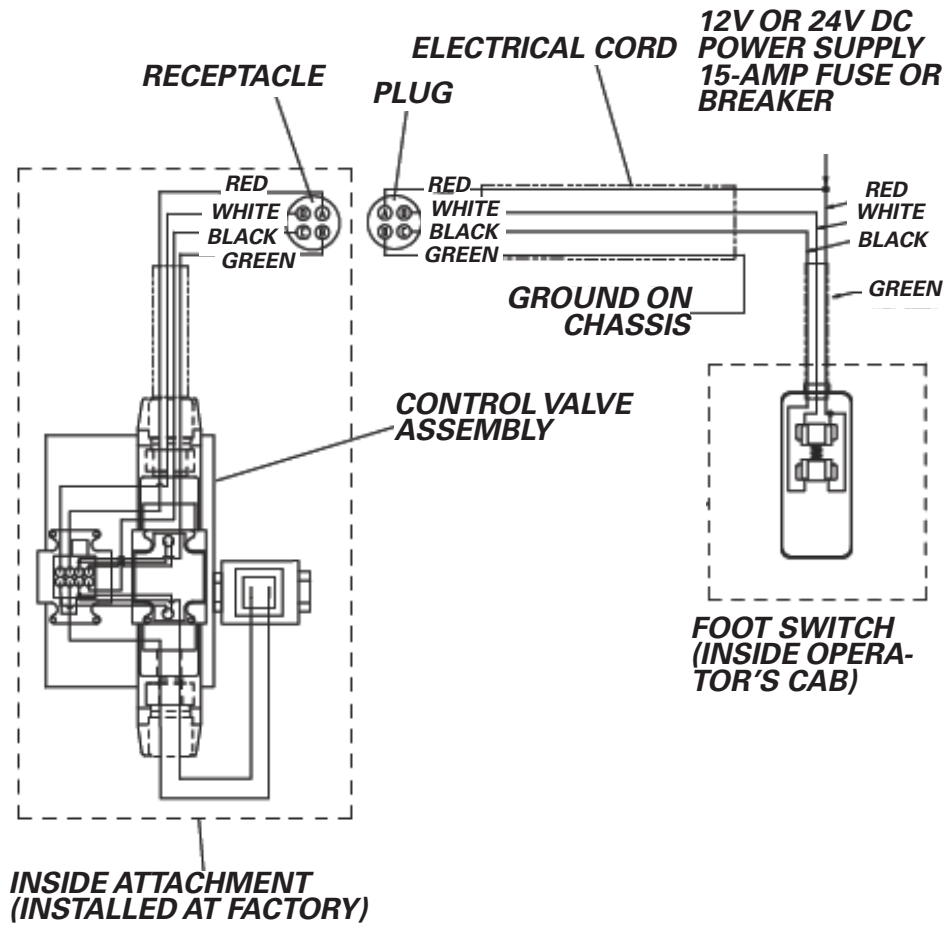 12V OR 24V DC
POWER SUPPLY
15-AMP FUSE OR
BREAKER
ELECTRICAL CORD
RECEPTACLE
PLUG
RED
WHITE
BLACK
GREEN
A
C
RED
WHITE
BLACK
GREEN
A
C
RED
WHITE
BLACK
GREEN
GROUND ON
CHASSIS
CONTROL VALVE
ASSEMBLY
FOOT SWITCH
(INSIDE OPERA-
TOR'S CAB)
INSIDE ATTACHMENT
(INSTALLED AT FACTORY)